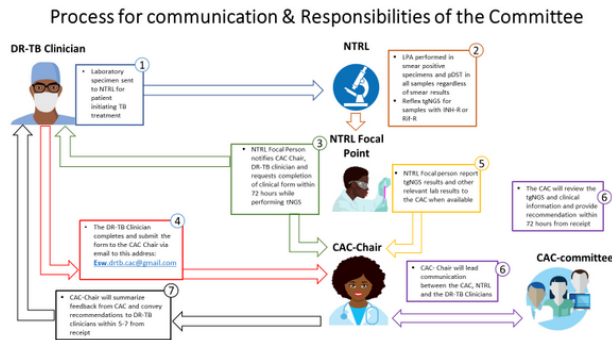 Process for communication & Responsibilities of the Committee
DR-TB Clinician
1
Laboratory
specimen sent
to NTRL for
patient
initiating TB
treatment
NTRL
2
LPA performed in
smear positive
specimens and pDST in
all samples regardless
of smear results
Reflex tgNGS for
samples with INH-R or
Rif-R
3
NTRL Focal Person
notifies CAC Chair,
DR-TB clinician and
requests completion
of clinical form within
72 hours while
performing tNGS
NTRL Focal
Point
5
NTRL Focal person report
tgNGS results and other
relevant lab results to
the CAC when available
6
The CAC will review the
tgNGS and clinical
information and provide
recommendation within
72 hours from receipt
4
The DR-TB Clinician
completes and submit the
form to the CAC Chair via
email to this address:
Esw.drtb.cac@gmail.com
CAC-Chair
6
CAC- Chair will lead
communication
between the CAC, NTRL
and the DR-TB Clinicians
CAC-committee
7
CAC-Chair will summarize
feedback from CAC and convey
recommendations to DR-TB
clinicians within 5-7 from
receipt